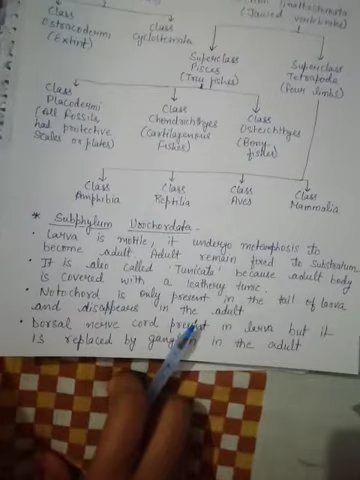 Gnathostomata
(Jawed
vertebrates)
Class
Ostracodermi
(Extinct)
Class
Cyclostomata
Superclass
Pisces
(True fishes)
Superclass
Tetrapoda
(Four limbs)
Class
Placodermi
(All fossils
had protective
scales or plates)
Class
Chondrichthyes
(Cartilagenous
Fishes)
Class
Osteichthyes
(Bony
fishes)
Class
Amphibia
Class
Reptilia
Class
Aves
Class
Mammalia
* Subphylum Urochordata -
• Larva is motile, it undergo metamorphosis to
become adult. Adult remain fixed to substratum
• It is also called 'Tunicata' because adult body
is covered with a leathery tunic.
• Notochord is only present in the tail of larva
and disappears in the adult
• Dorsal nerve cord present in larva but it
is replaced by ganglion in the adult